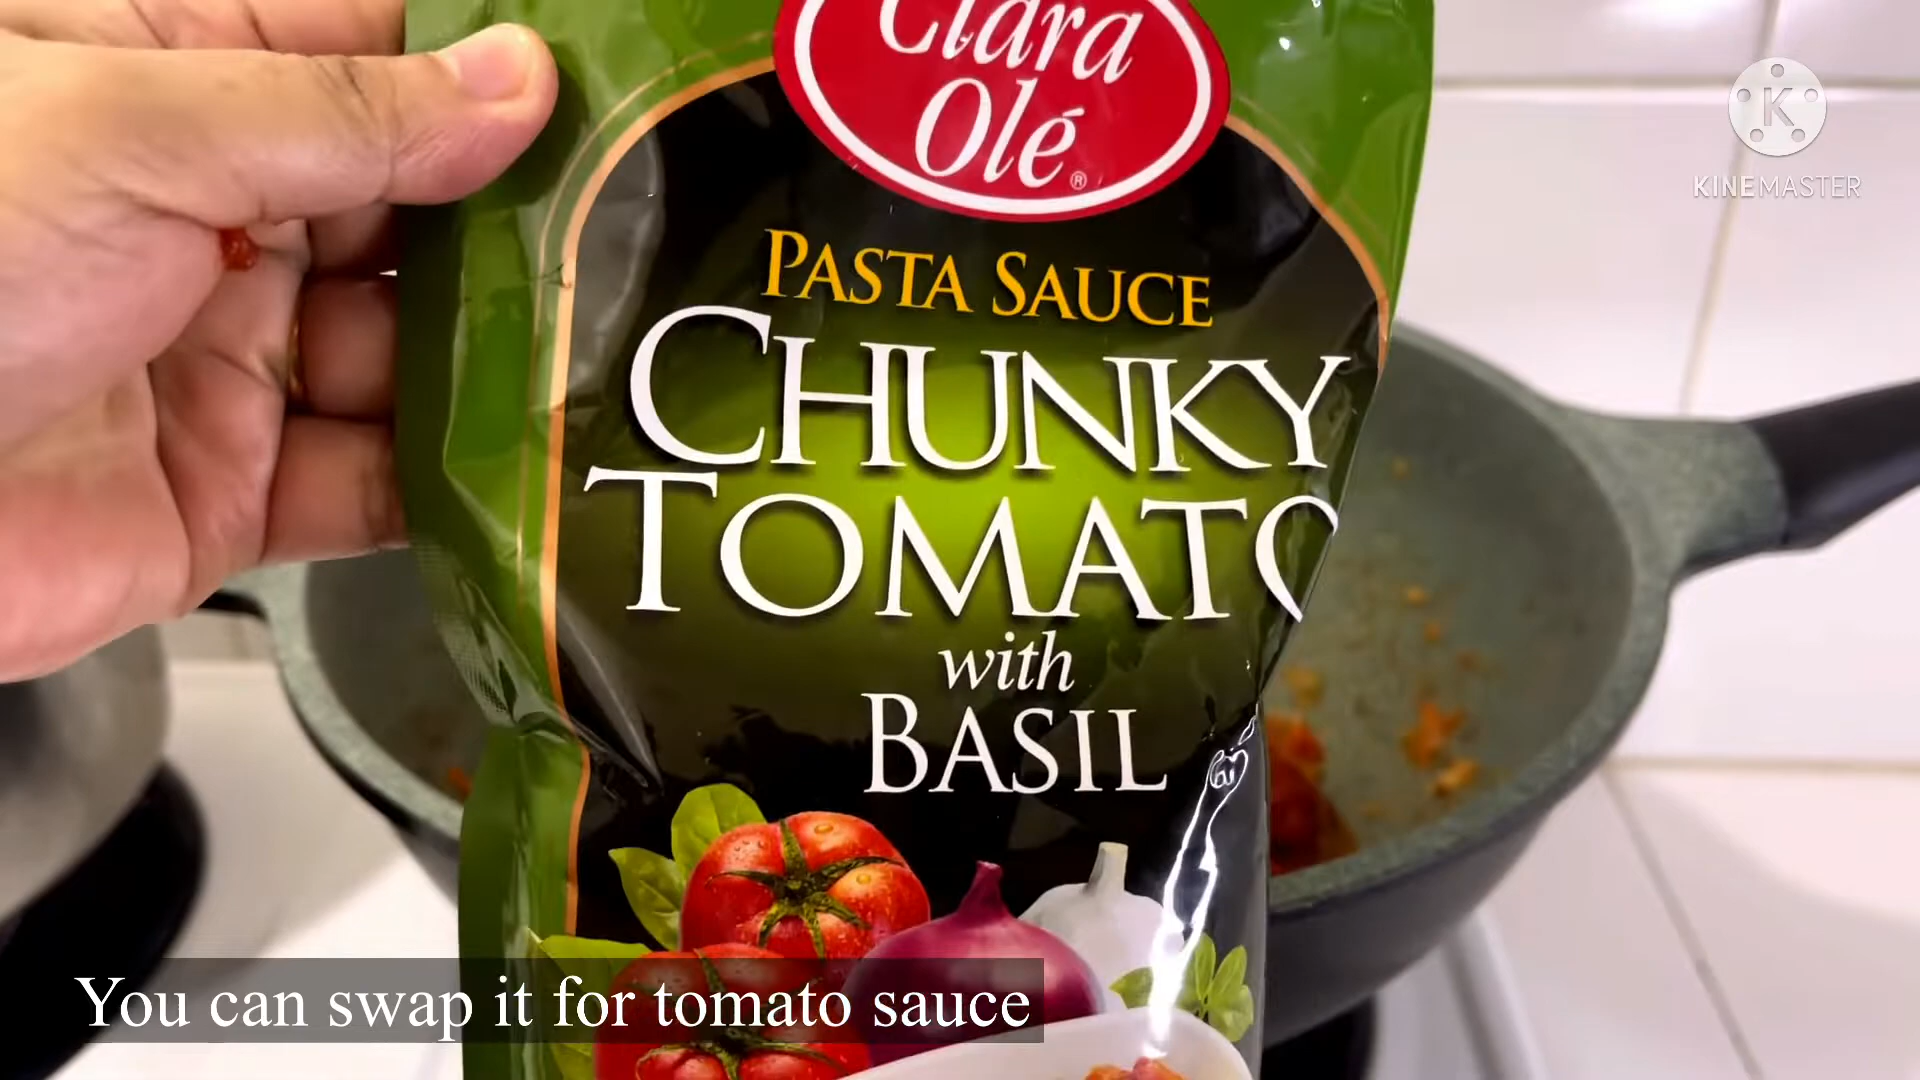 Clara
Olé®
K
KINEMASTER
PASTA SAUCE
CHUNKY
TOMATO
with
BASIL
You can swap it for tomato sauce